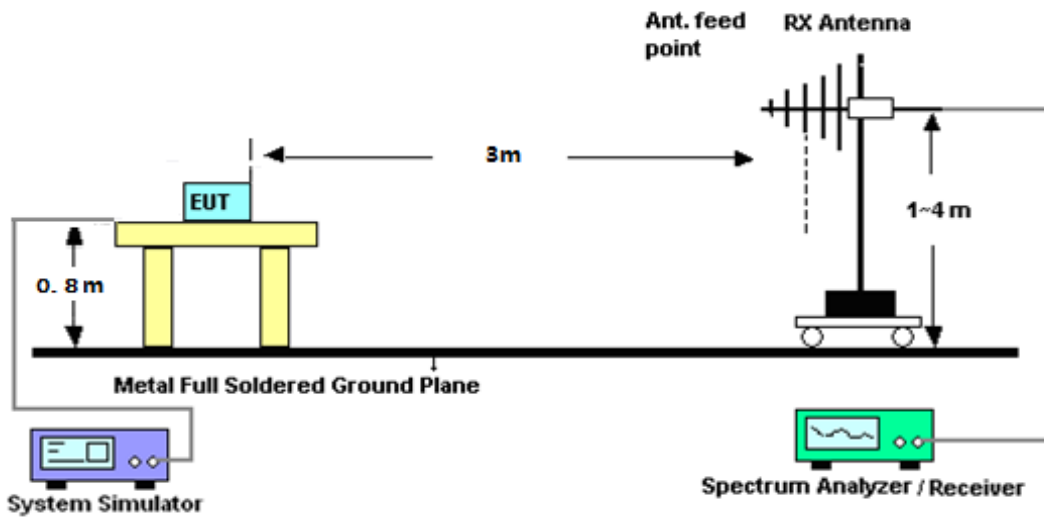 Ant. feed
point
RX Antenna
3m
EUT
1~4 m
0. 8 m
Metal Full Soldered Ground Plane
System Simulator
Spectrum Analyzer / Receiver